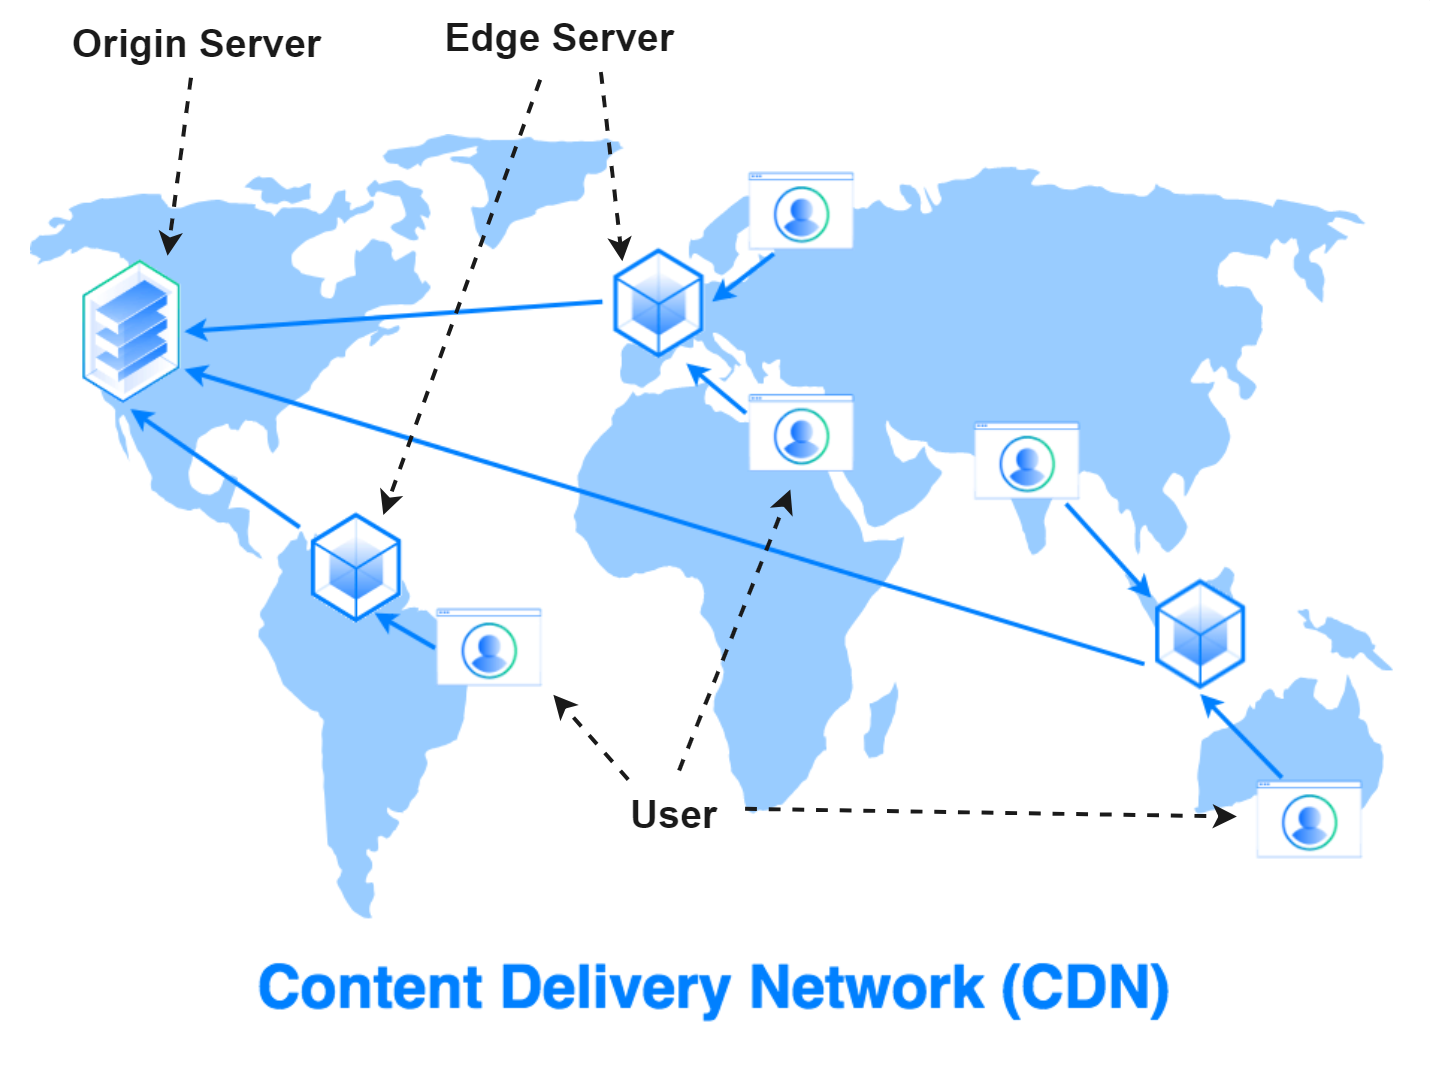 Origin Server
Edge Server
User
Content Delivery Network (CDN)